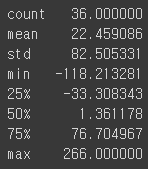 count 36.000000
mean 22.459086
std 82.505331
min -118.213281
25% -33.308343
50% 1.361178
75% 76.704967
max 266.000000